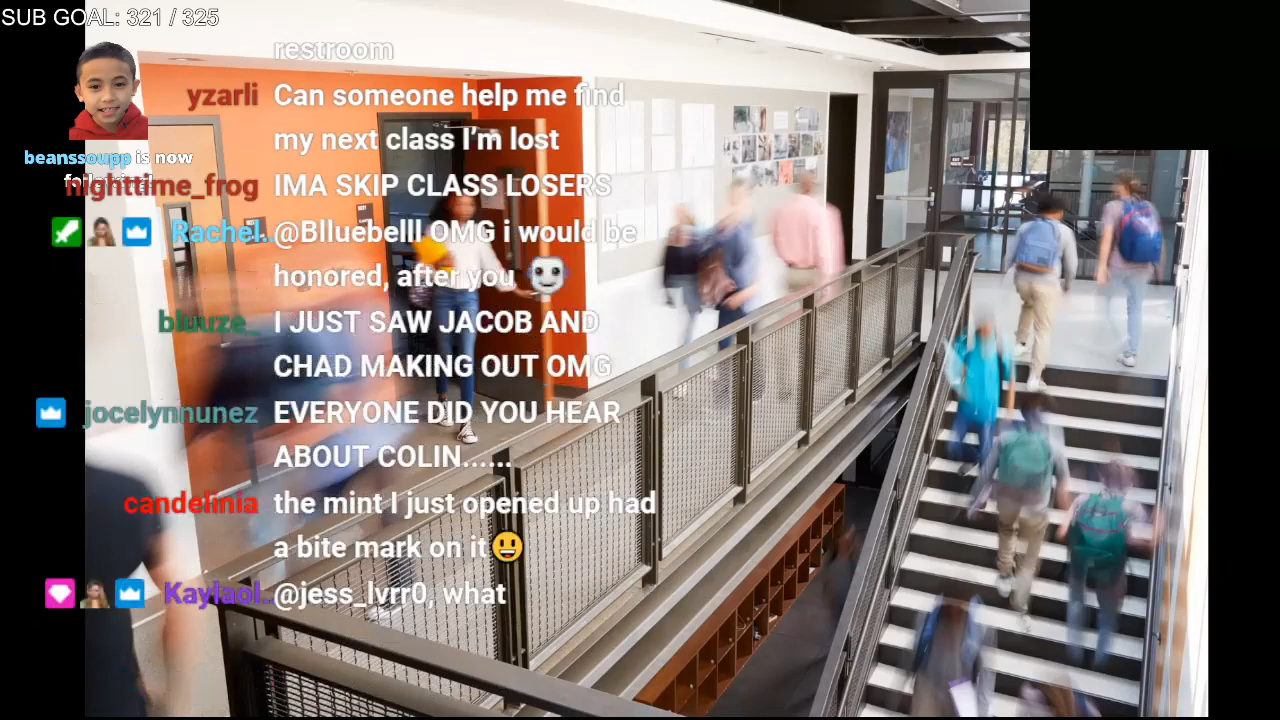 SUB GOAL: 321 / 325
restroom
yzarli Can someone help me find
my next class I’m lost
beanssoupp is now
nighttime_frog IMA SKIP CLASS LOSERS
Rachel.. @Blluebelll OMG i would be
honored, after you
bluuze_ I JUST SAW JACOB AND
CHAD MAKING OUT OMG
jocelynnunez EVERYONE DID YOU HEAR
ABOUT COLIN......
candelinia the mint I just opened up had
a bite mark on it
Kaylaol.. @jess_lvrr0, what